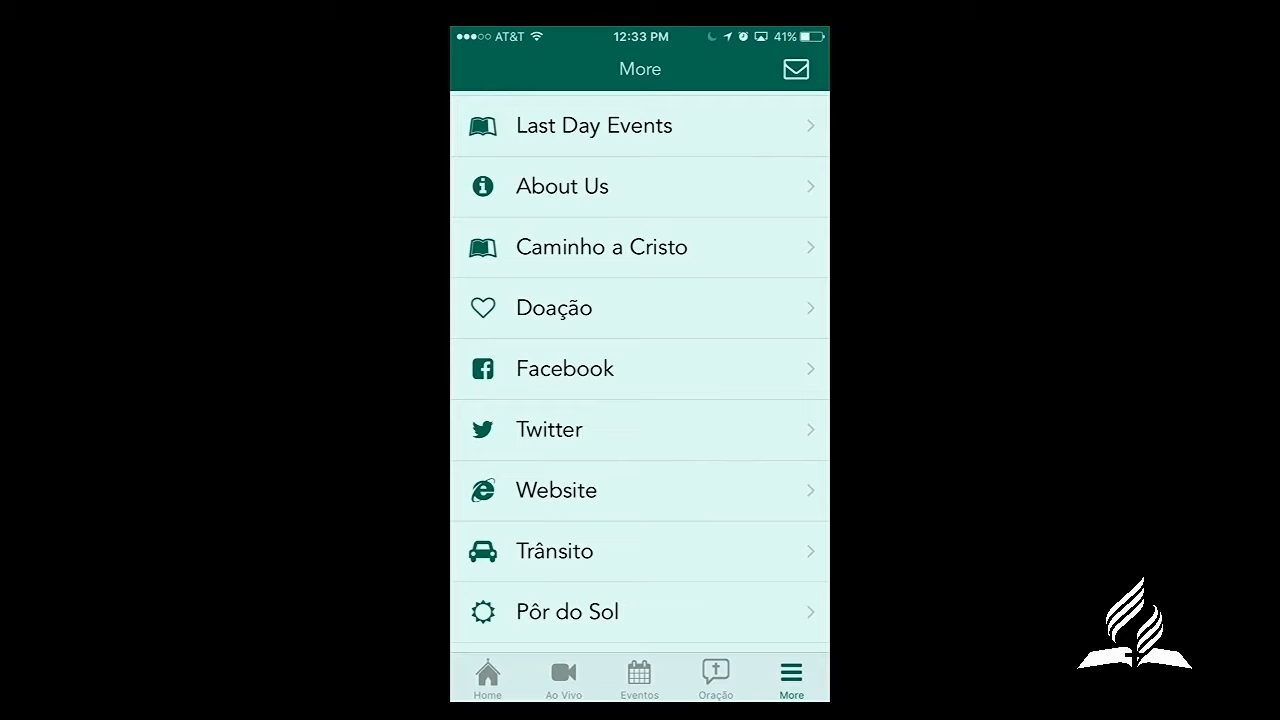 ●●●○○ AT&T 12:33 PM 41%
More
Last Day Events
About Us
Caminho a Cristo
Doação
Facebook
Twitter
Website
Trânsito
Pôr do Sol
Home Ao Vivo Eventos Oração More